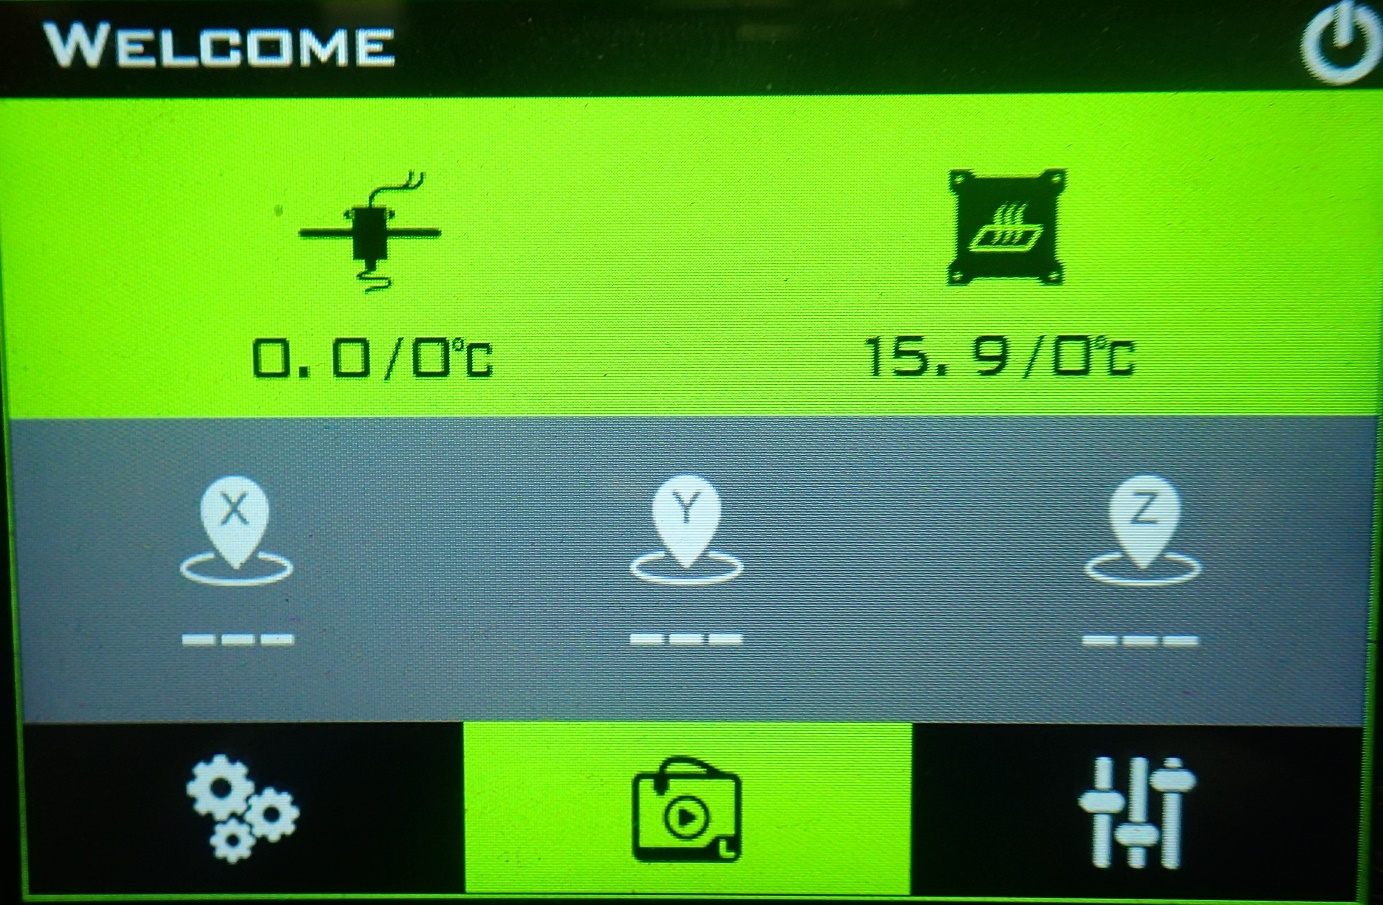 WELCOME
0.0/0°C 15.9/0°C
X Y Z
--- --- ---